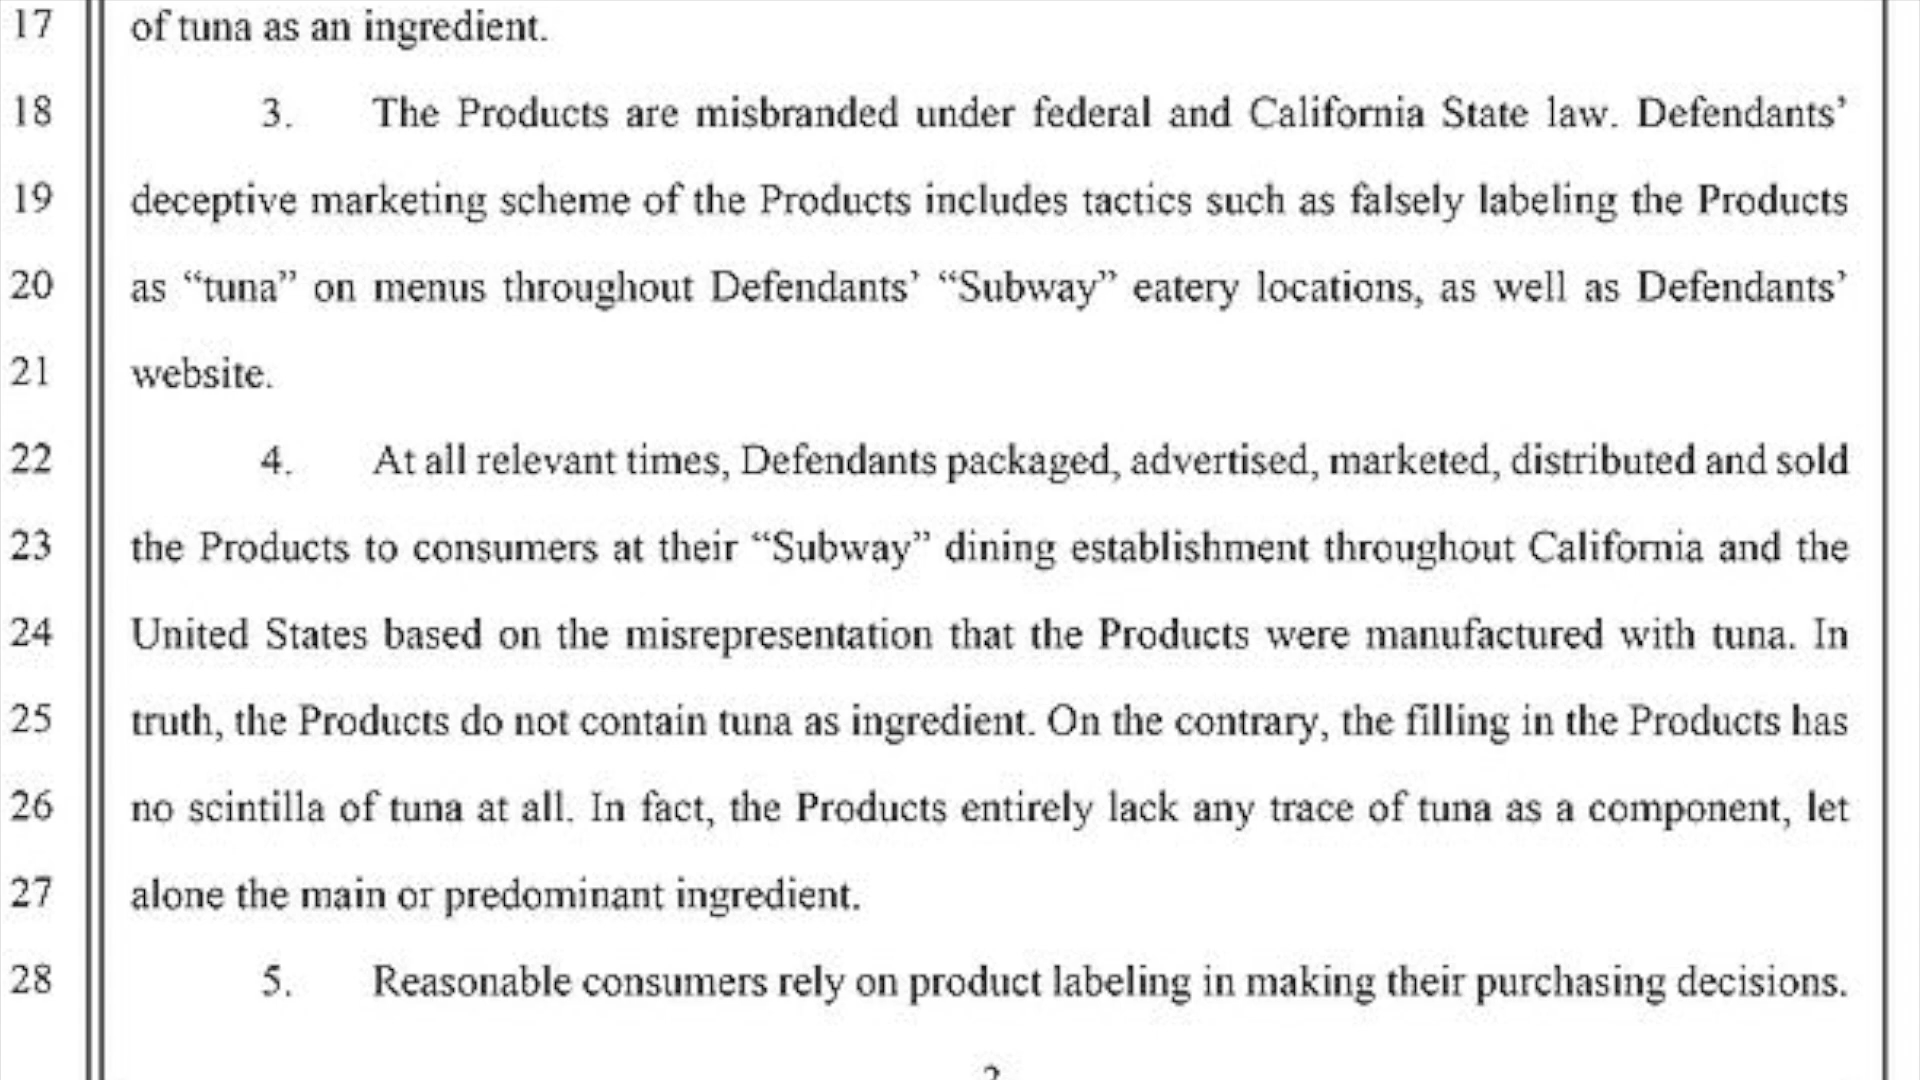 17 of tuna as an ingredient.
18 3. The Products are misbranded under federal and California State law. Defendants’
19 deceptive marketing scheme of the Products includes tactics such as falsely labeling the Products
20 as “tuna” on menus throughout Defendants’ “Subway” eatery locations, as well as Defendants’
21 website.
22 4. At all relevant times, Defendants packaged, advertised, marketed, distributed and sold
23 the Products to consumers at their “Subway” dining establishment throughout California and the
24 United States based on the misrepresentation that the Products were manufactured with tuna. In
25 truth, the Products do not contain tuna as ingredient. On the contrary, the filling in the Products has
26 no scintilla of tuna at all. In fact, the Products entirely lack any trace of tuna as a component, let
27 alone the main or predominant ingredient.
28 5. Reasonable consumers rely on product labeling in making their purchasing decisions.